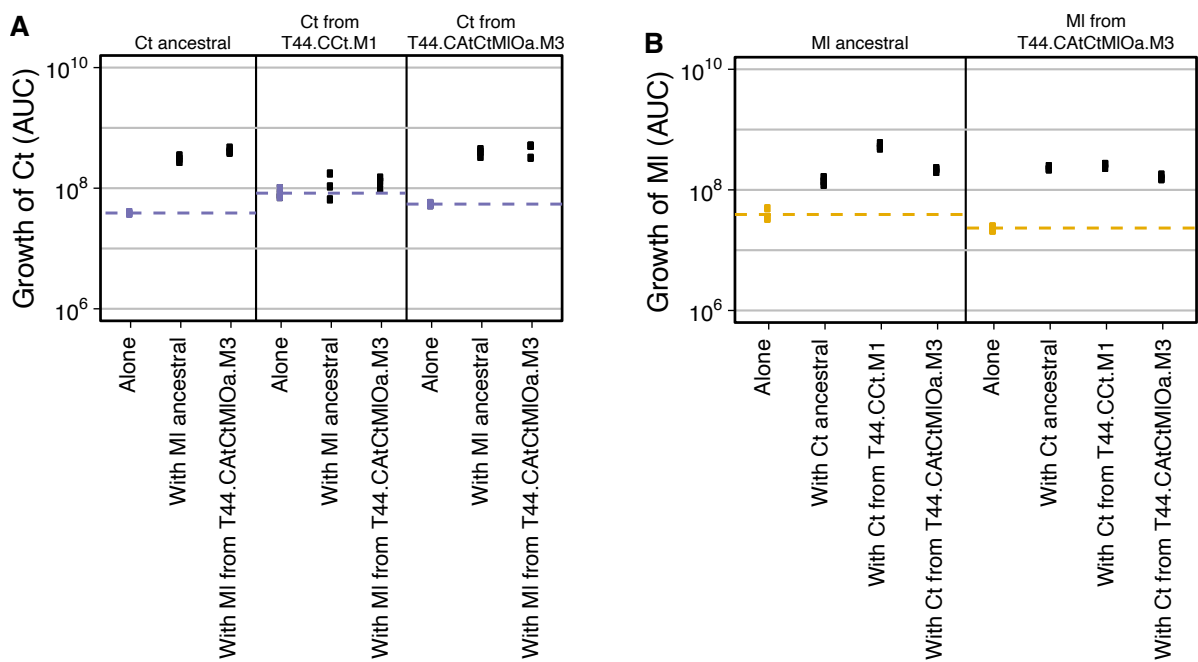 A
Ct ancestral
Ct from
T44.CCt.M1
Ct from
T44.CAtCtMlOa.M3
Growth of Ct (AUC)
10^10
10^8
10^6
Alone
With Ml ancestral
With Ml from T44.CAtCtMlOa.M3
Alone
With Ml ancestral
With Ml from T44.CAtCtMlOa.M3
Alone
With Ml ancestral
With Ml from T44.CAtCtMlOa.M3
B
Ml ancestral
Ml from
T44.CAtCtMlOa.M3
Growth of Ml (AUC)
10^10
10^8
10^6
Alone
With Ct ancestral
With Ct from T44.CCt.M1
With Ct from T44.CAtCtMlOa.M3
Alone
With Ct ancestral
With Ct from T44.CCt.M1
With Ct from T44.CAtCtMlOa.M3